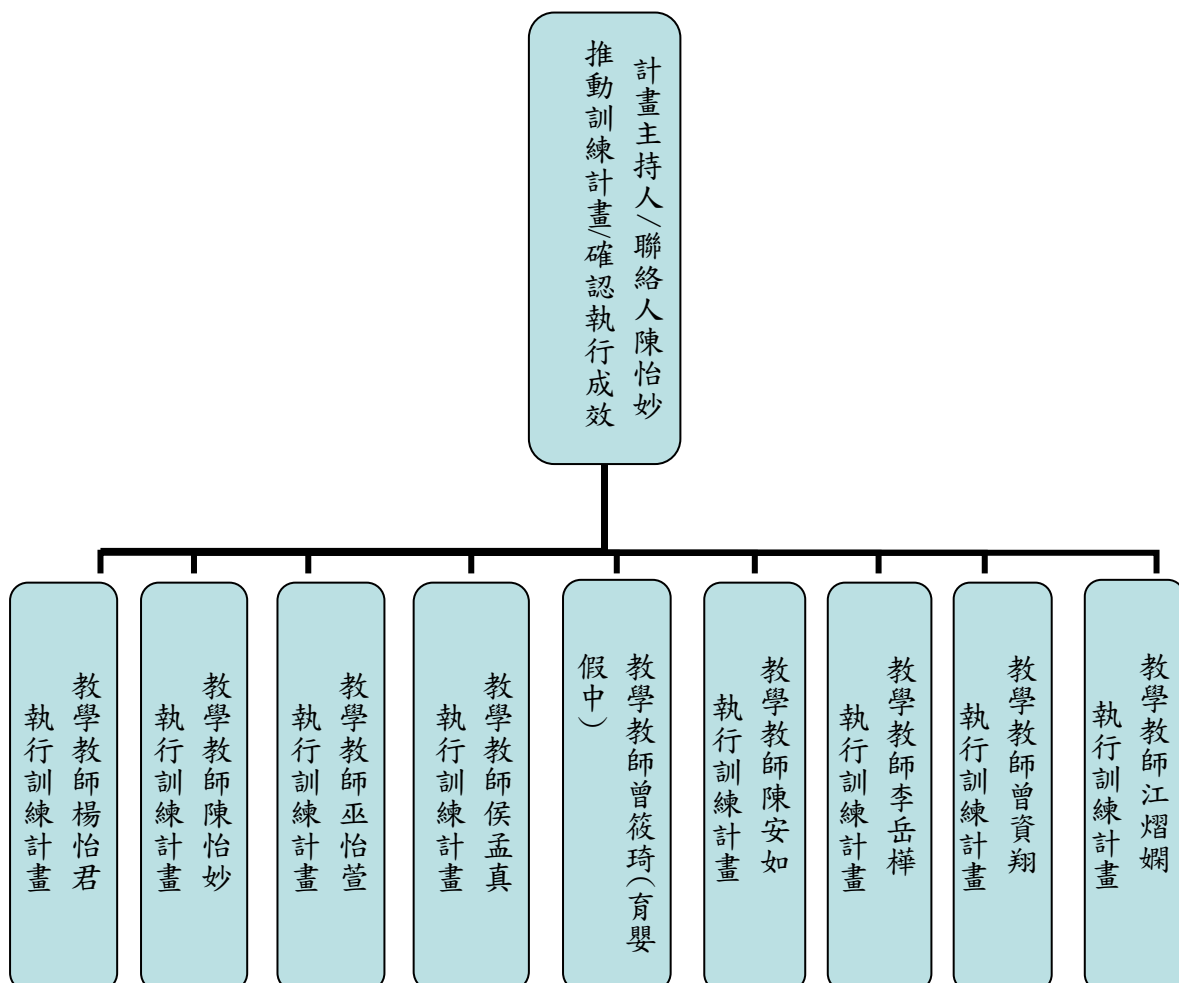 計畫主持人/聯絡人陳怡妙
推動訓練計畫/確認執行成效
教學教師楊怡君
執行訓練計畫
教學教師陳怡妙
執行訓練計畫
教學教師巫怡萱
執行訓練計畫
教學教師侯孟真
執行訓練計畫
教學教師曾筱琦(育嬰
假中)
教學教師陳安如
執行訓練計畫
教學教師李岳樺
執行訓練計畫
教學教師曾資翔
執行訓練計畫
教學教師江熠嫻
執行訓練計畫